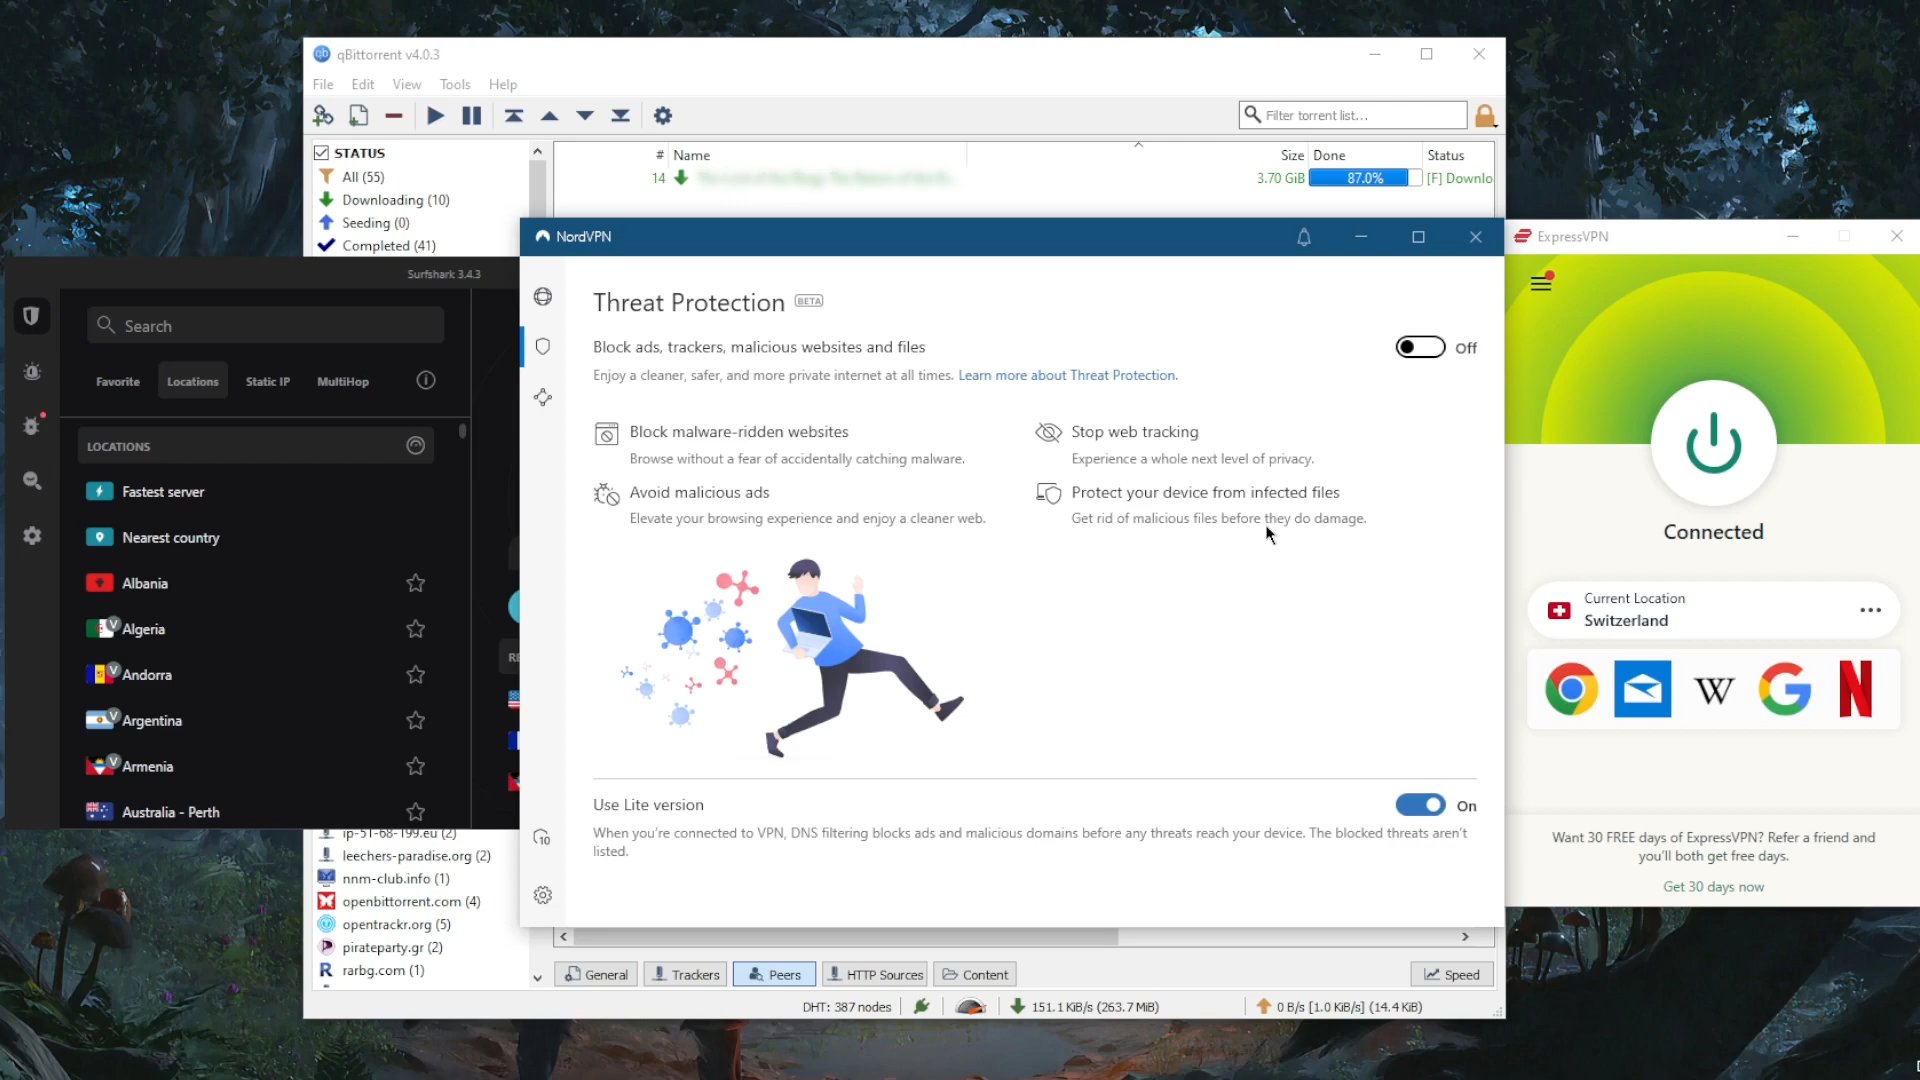 qBittorrent v4.0.3
File Edit View Tools Help
Filter torrent list...
STATUS
All (55)
Downloading (10)
Seeding (0)
Completed (41)
# Name Size Done Status
14 3.70 GiB 87.0% [F] Downlo
Surfshark 3.4.3
Search
Favorite Locations Static IP MultiHop
LOCATIONS
Fastest server
Nearest country
Albania
Algeria
Andorra
Argentina
Armenia
Australia - Perth
RE
NordVPN
Threat Protection BETA
Block ads, trackers, malicious websites and files
Off
Enjoy a cleaner, safer, and more private internet at all times. Learn more about Threat Protection.
Block malware-ridden websites
Browse without a fear of accidentally catching malware.
Stop web tracking
Experience a whole next level of privacy.
Avoid malicious ads
Elevate your browsing experience and enjoy a cleaner web.
Protect your device from infected files
Get rid of malicious files before they do damage.
Use Lite version
On
When you're connected to VPN, DNS filtering blocks ads and malicious domains before any threats reach your device. The blocked threats aren't
listed.
10
ExpressVPN
Connected
Current Location
Switzerland
W
Want 30 FREE days of ExpressVPN? Refer a friend and
you'll both get free days.
Get 30 days now
ip-51-68-199.eu (2)
leechers-paradise.org (2)
nnm-club.info (1)
openbittorrent.com (4)
opentrackr.org (5)
pirateparty.gr (2)
rarbg.com (1)
General Trackers Peers HTTP Sources Content Speed
DHT: 387 nodes 151.1 KiB/s (263.7 MiB) 0 B/s [1.0 KiB/s] (14.4 KiB)